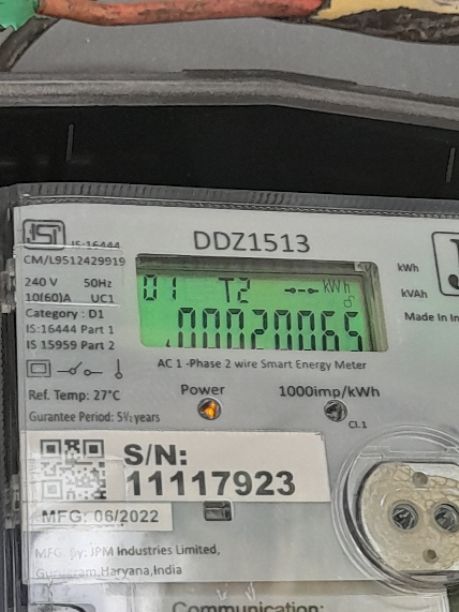 ISI IS:16444
CM/L9512429919
DDZ1513
240 V 50Hz
10(60)A UC1
Category : D1
IS:16444 Part 1
IS 15959 Part 2
01 T2 kWh
00020065
kWh
kVAh
Made in In
AC 1 -Phase 2 wire Smart Energy Meter
Ref. Temp: 27°C
Gurantee Period: 5½ years
Power
1000imp/kWh
Cl.1
S/N:
11117923
MFG: 06/2022
MFG. By: JPM Industries Limited,
Gurugram,Haryana,India
Communication: